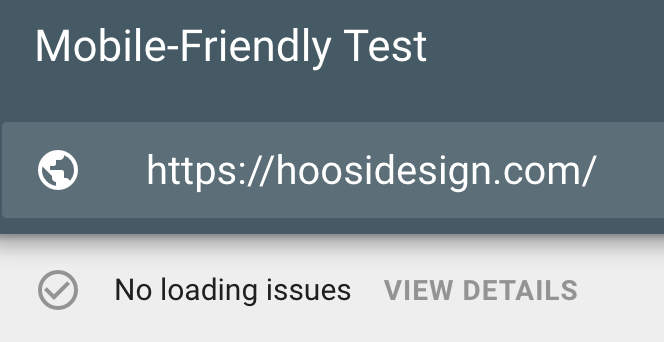 Mobile-Friendly Test
https://hoosidesign.com/
No loading issues VIEW DETAILS